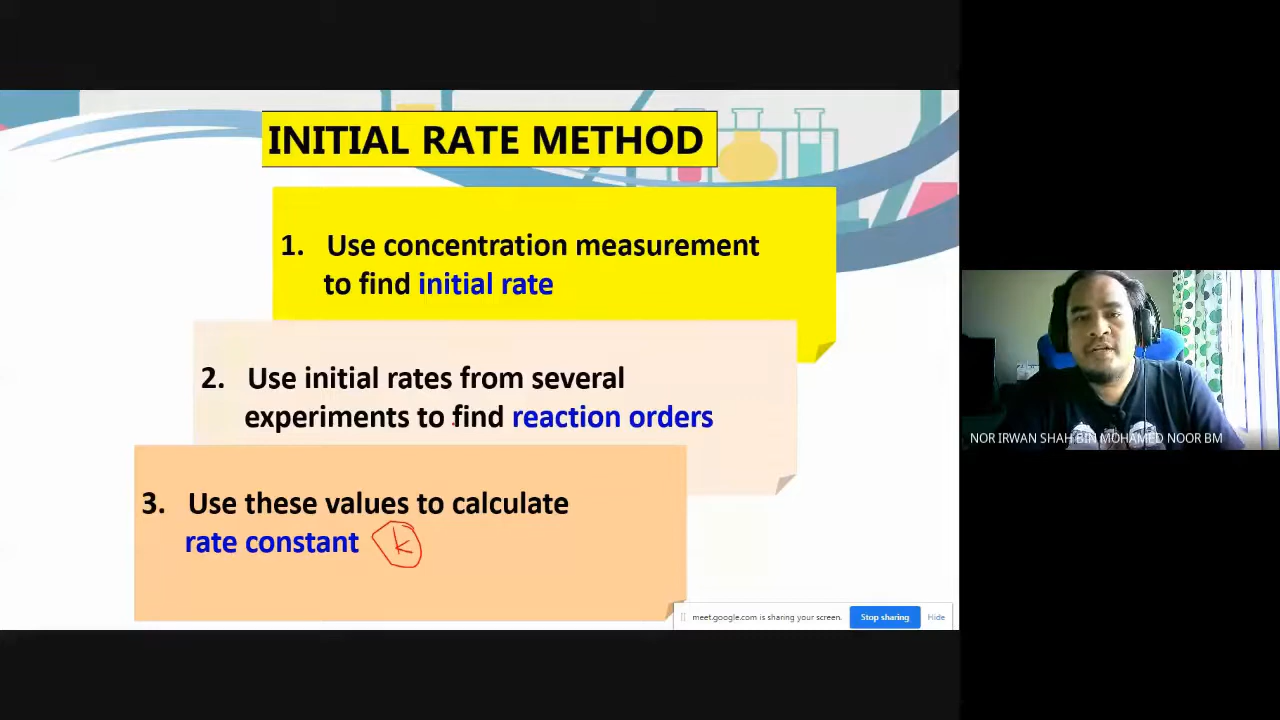 INITIAL RATE METHOD
1. Use concentration measurement
to find initial rate
2. Use initial rates from several
experiments to find reaction orders
3. Use these values to calculate
rate constant k
meet.google.com is sharing your screen. Stop sharing Hide
NOR IRWAN SHAH BIN MOHAMED NOOR BM